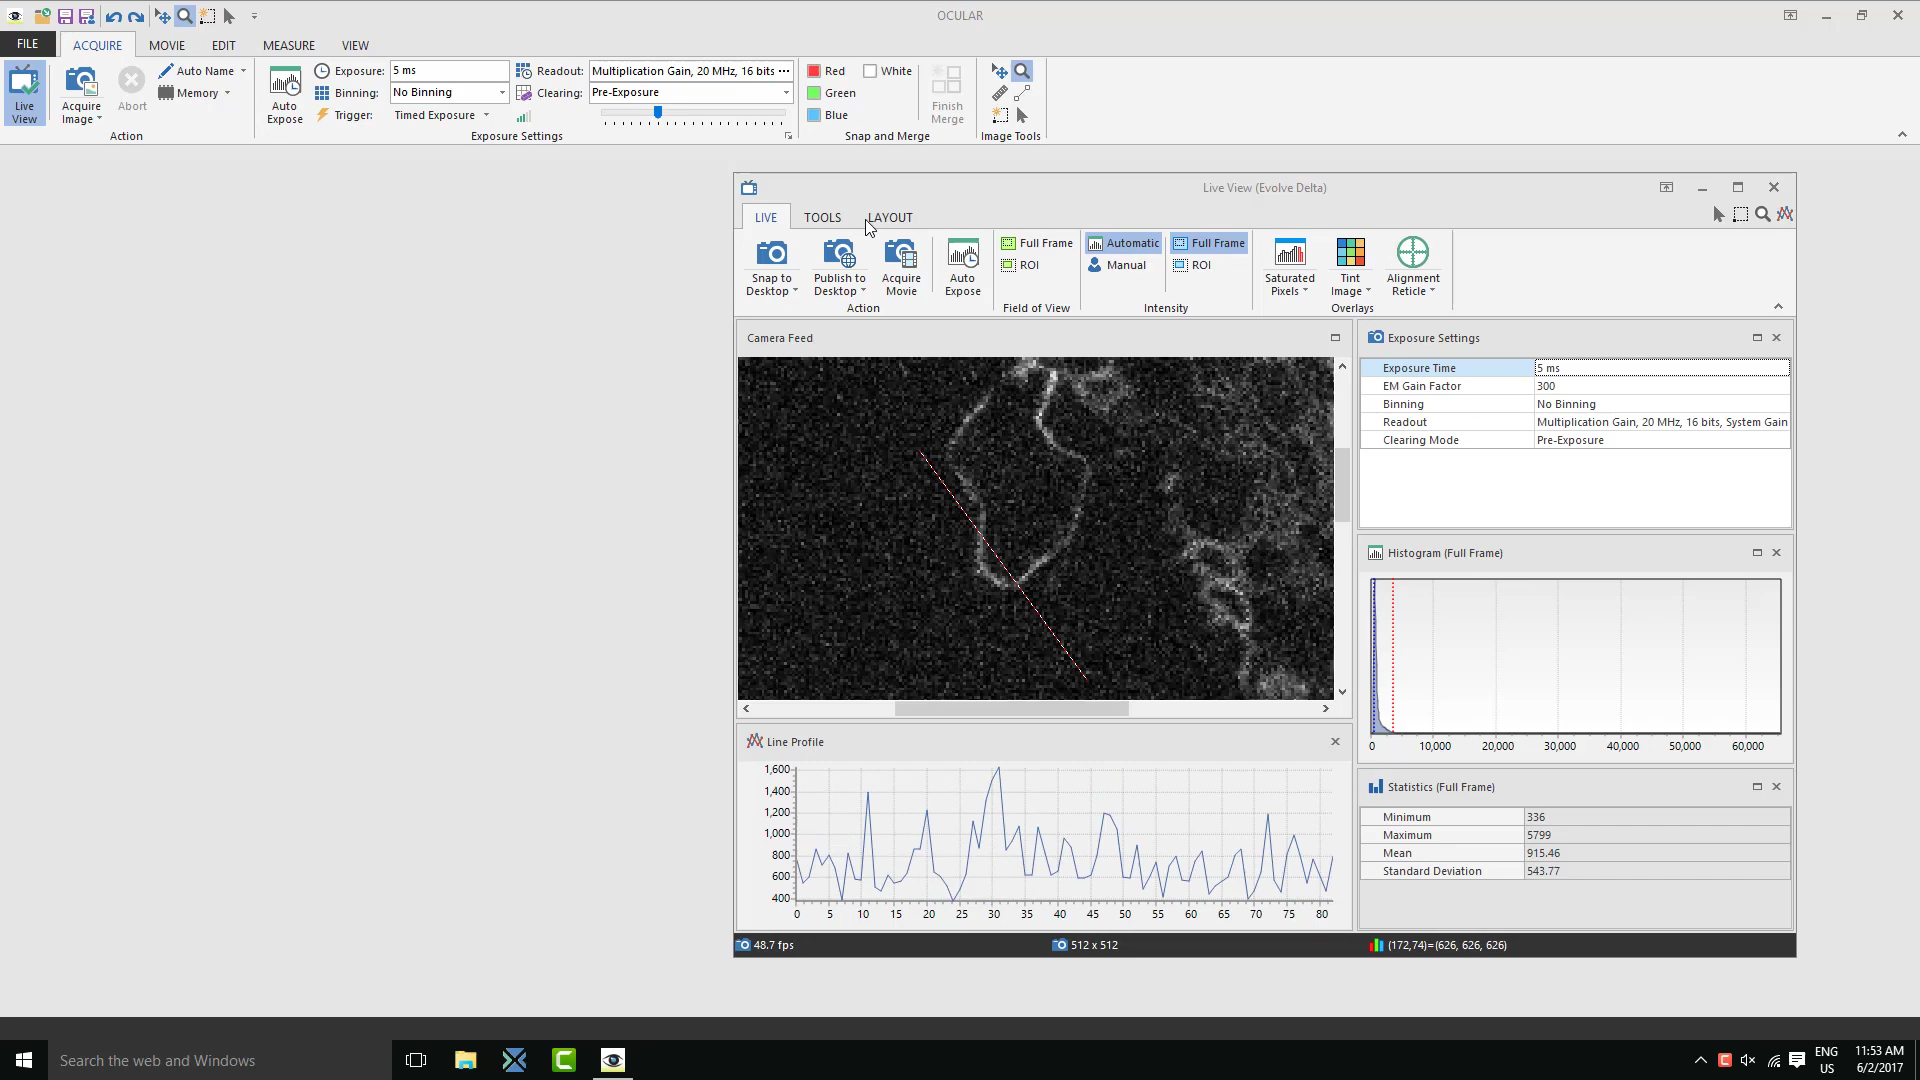 OCULAR
FILE ACQUIRE MOVIE EDIT MEASURE VIEW
Live View
Acquire Image
Abort
Auto Name
Memory
Action
Auto Expose
Exposure: 5 ms
Binning: No Binning
Trigger: Timed Exposure
Readout: Multiplication Gain, 20 MHz, 16 bits ···
Clearing: Pre-Exposure
Exposure Settings
Red White
Green
Blue
Finish Merge
Snap and Merge
Image Tools
Live View (Evolve Delta)
LIVE TOOLS LAYOUT
Snap to Desktop
Publish to Desktop
Acquire Movie
Auto Expose
Action
Full Frame
ROI
Field of View
Automatic
Manual
Full Frame
ROI
Intensity
Saturated Pixels
Tint Image
Alignment Reticle
Overlays
Camera Feed
Exposure Settings
Exposure Time 5 ms
EM Gain Factor 300
Binning No Binning
Readout Multiplication Gain, 20 MHz, 16 bits, System Gain
Clearing Mode Pre-Exposure
Histogram (Full Frame)
0 10,000 20,000 30,000 40,000 50,000 60,000
Line Profile
1,600
1,400
1,200
1,000
800
600
400
0 5 10 15 20 25 30 35 40 45 50 55 60 65 70 75 80
Statistics (Full Frame)
Minimum 336
Maximum 5799
Mean 915.46
Standard Deviation 543.77
48.7 fps
512 x 512
(172,74)=(626, 626, 626)
Search the web and Windows
ENG
US
11:53 AM
6/2/2017